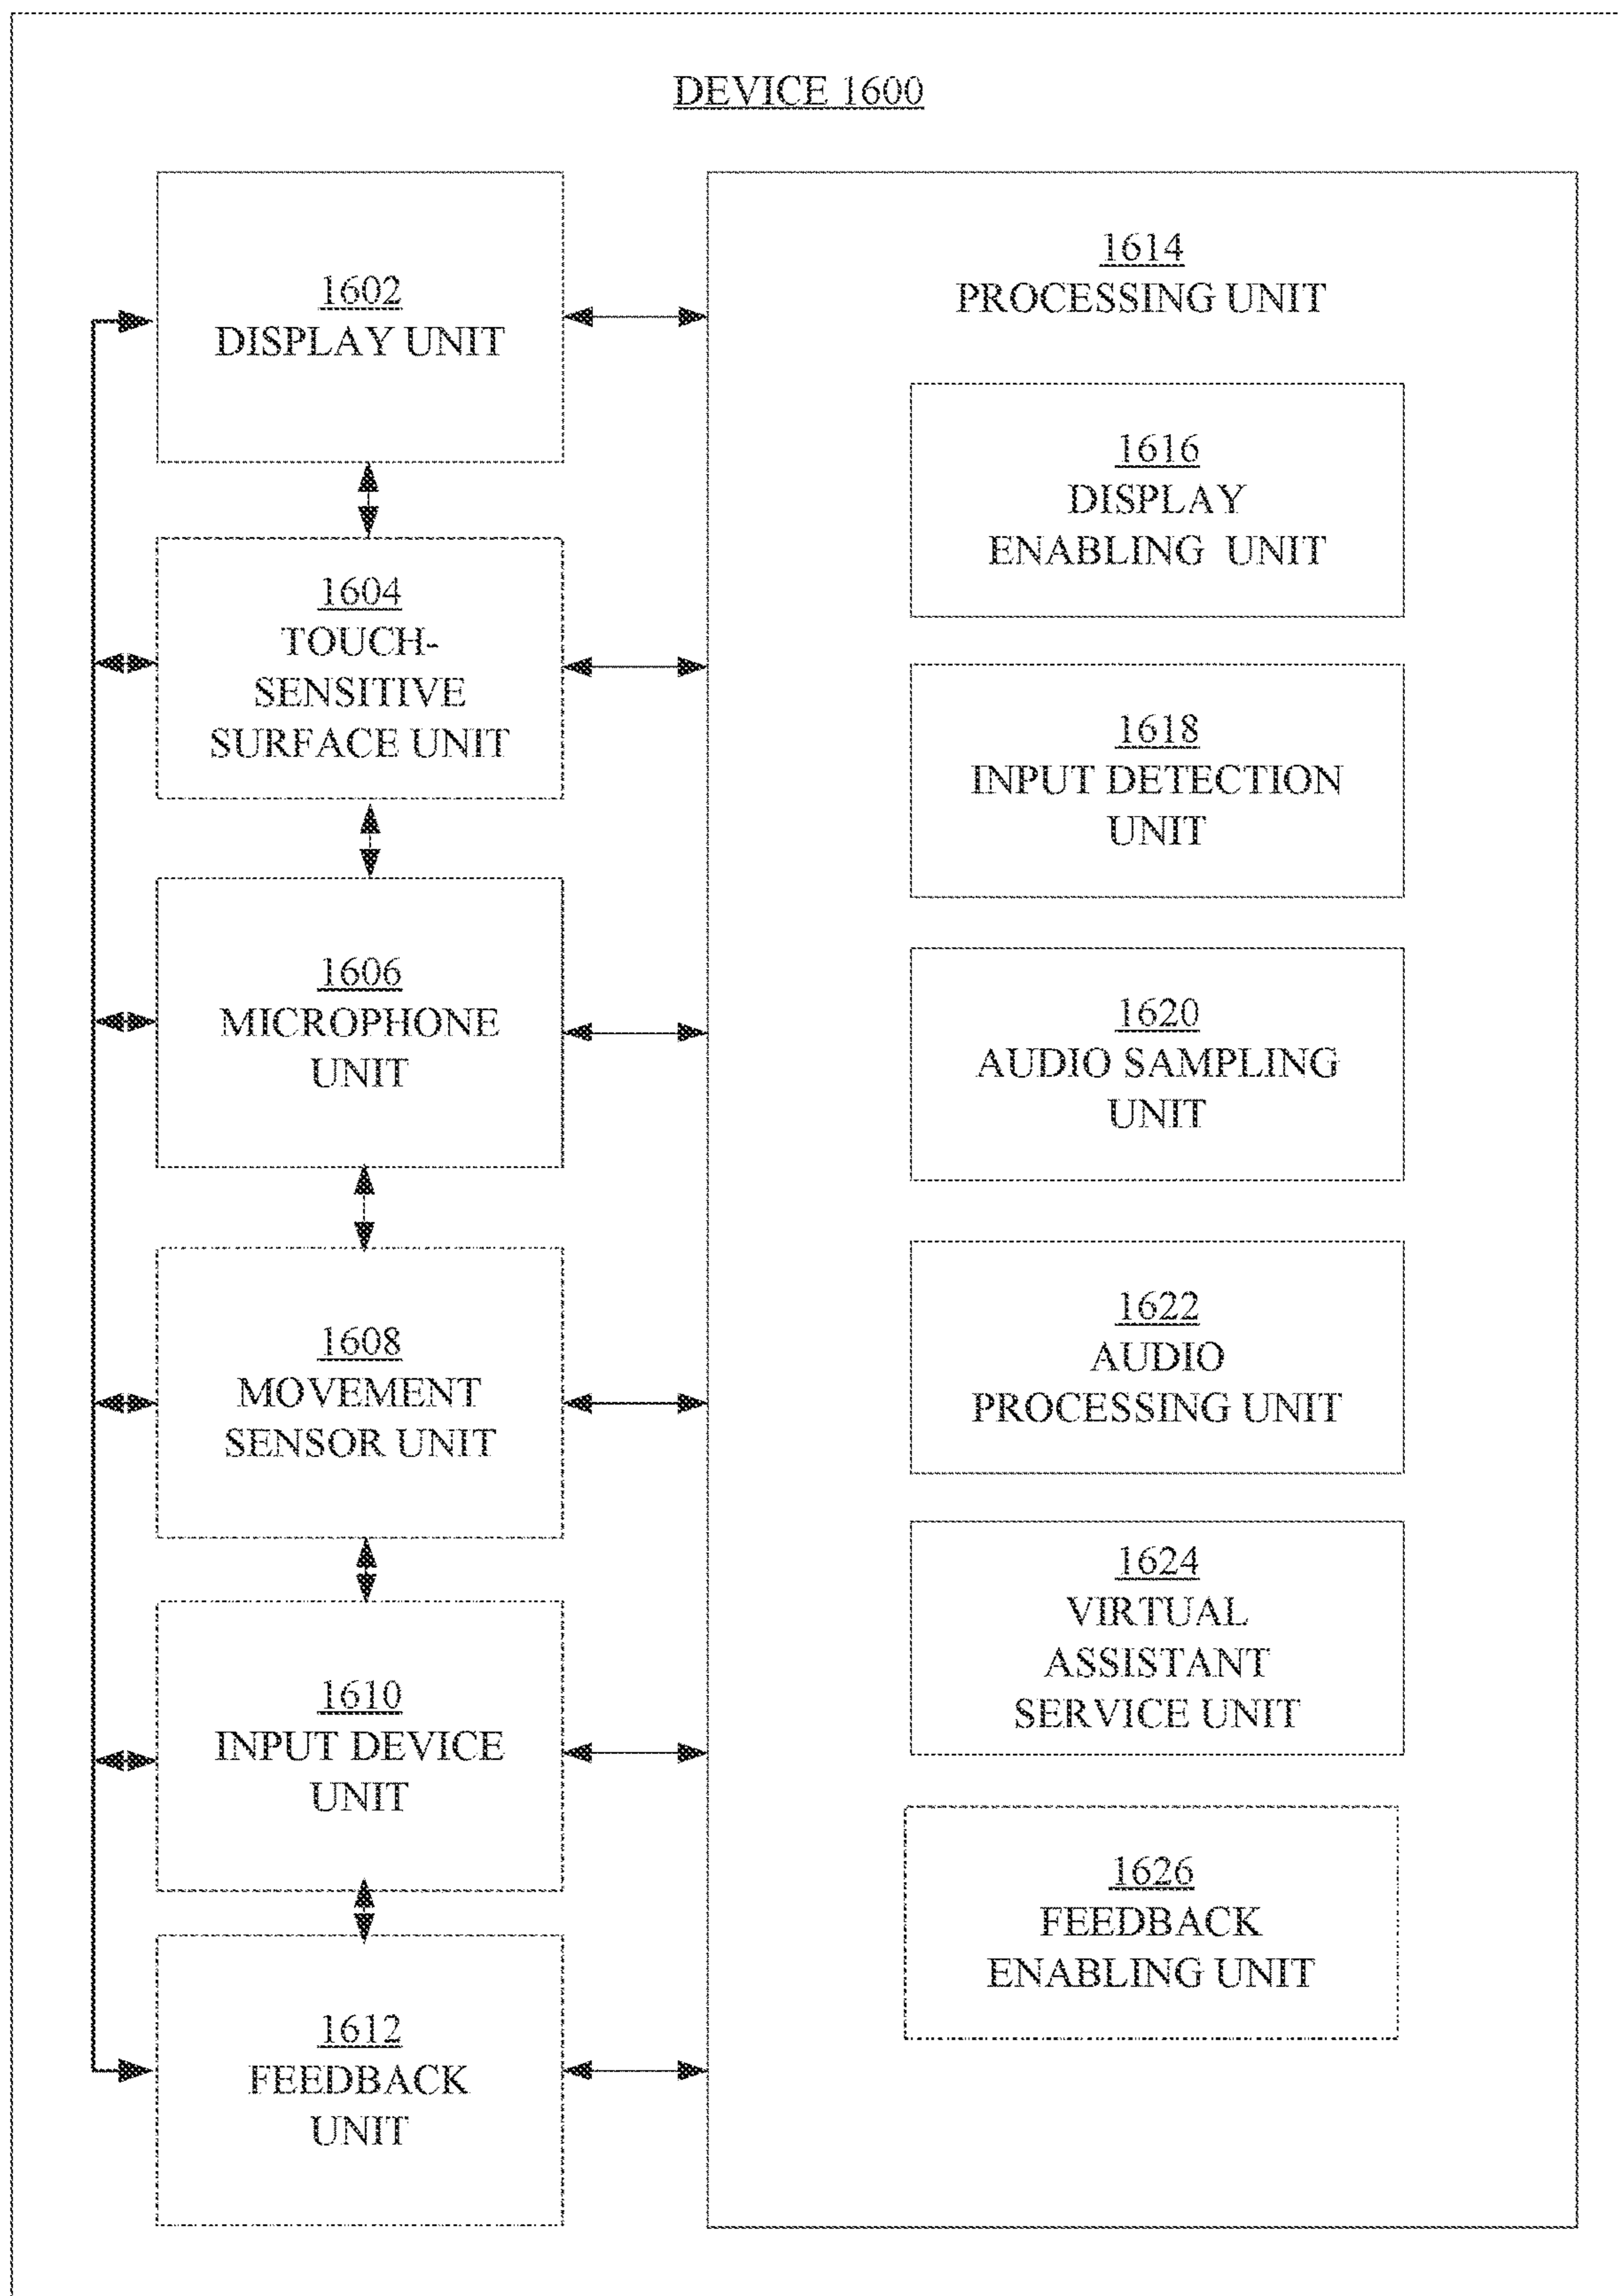 DEVICE 1600
1602
DISPLAY UNIT
1604
TOUCH-
SENSITIVE
SURFACE UNIT
1606
MICROPHONE
UNIT
1608
MOVEMENT
SENSOR UNIT
1610
INPUT DEVICE
UNIT
1612
FEEDBACK
UNIT
1614
PROCESSING UNIT
1616
DISPLAY
ENABLING UNIT
1618
INPUT DETECTION
UNIT
1620
AUDIO SAMPLING
UNIT
1622
AUDIO
PROCESSING UNIT
1624
VIRTUAL
ASSISTANT
SERVICE UNIT
1626
FEEDBACK
ENABLING UNIT